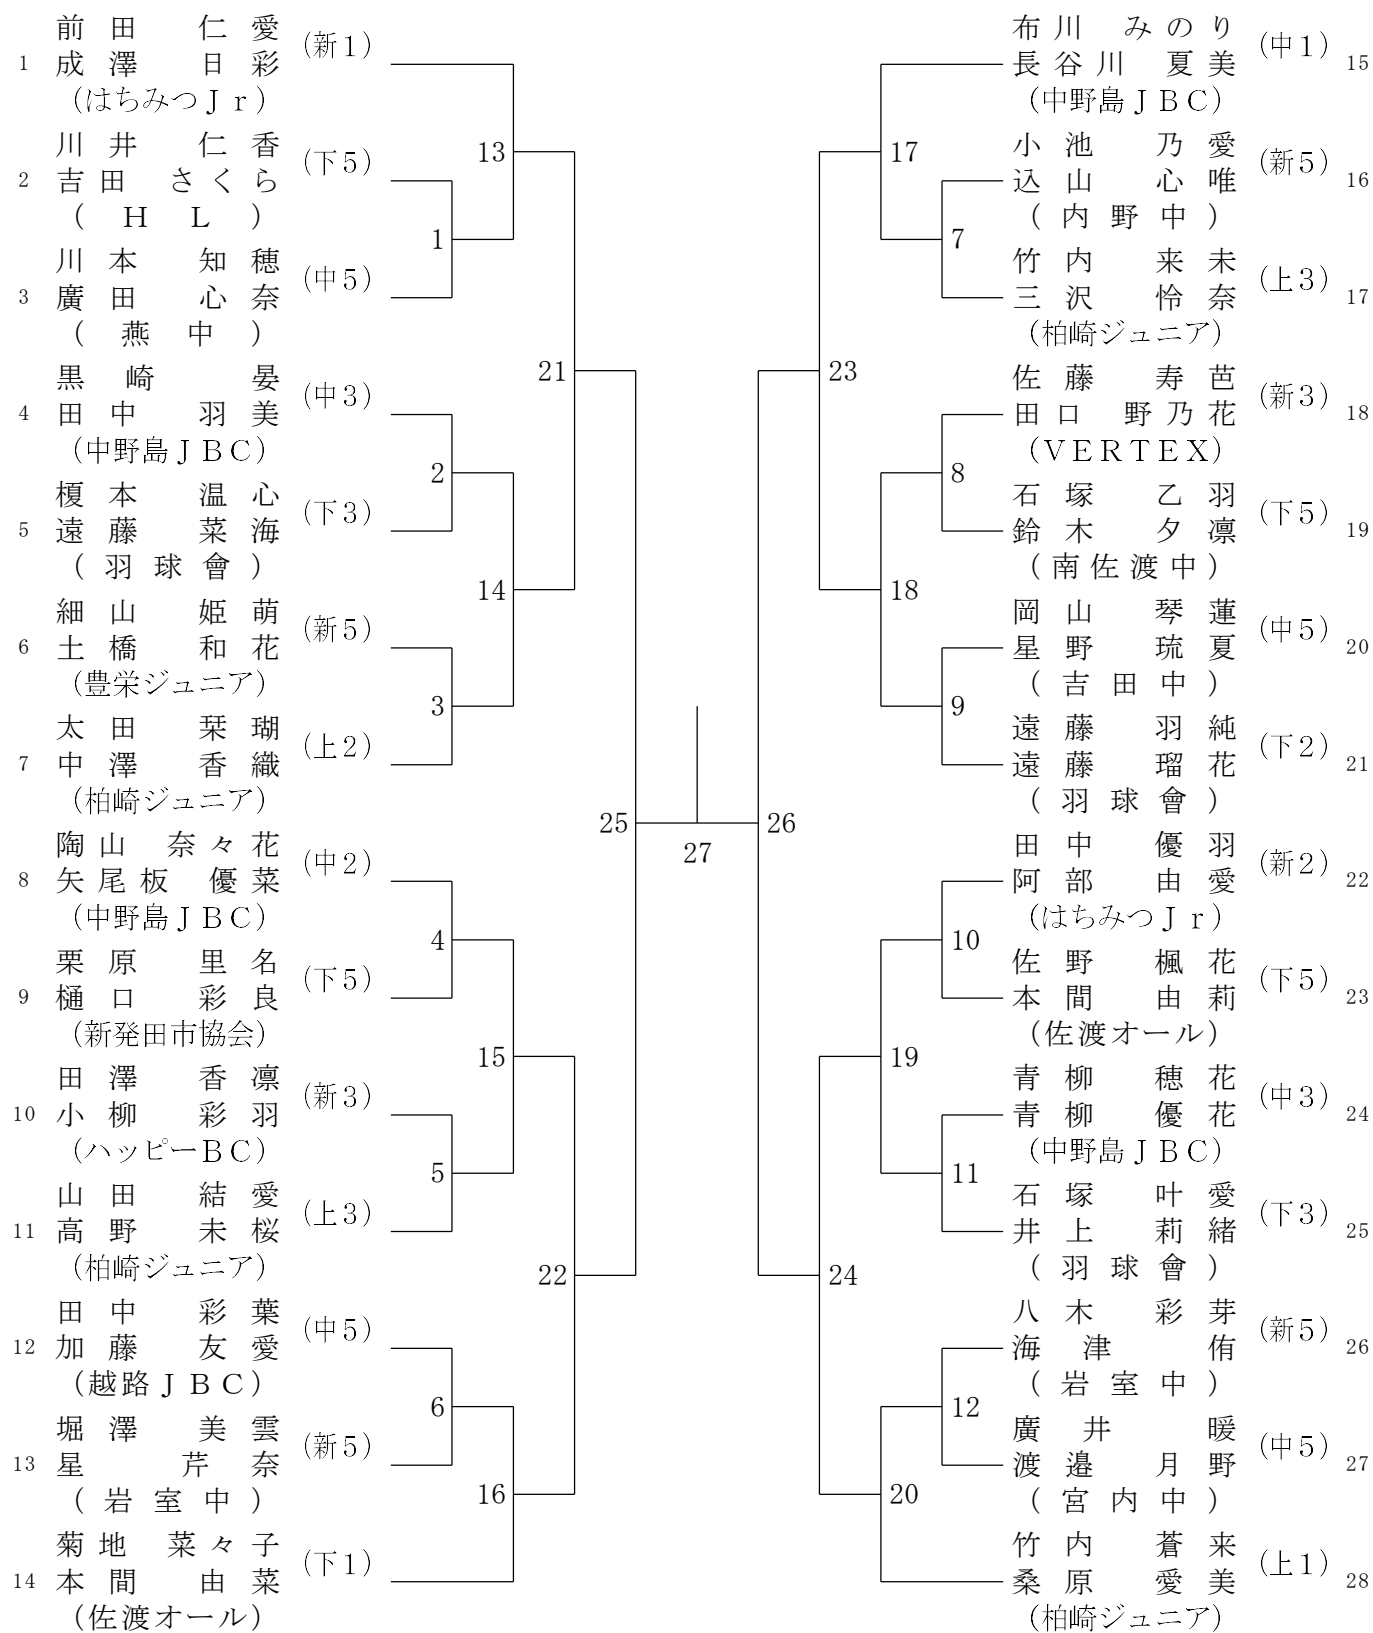 前田 仁愛 (新1)
1 成澤 日彩
(はちみつJr)
川井 仁香 (下5)
2 吉田 さくら
(HL)
川本 知穂 (中5)
3 廣田 心奈
(燕中)
黒崎 晏 (中3)
4 田中 羽美
(中野島JBC)
榎本 温心 (下3)
5 遠藤 菜海
(羽球會)
細山 姫萌 (新5)
6 土橋 和花
(豊栄ジュニア)
太田 栞瑚 (上2)
7 中澤 香織
(柏崎ジュニア)
陶山 奈々花 (中2)
8 矢尾板 優菜
(中野島JBC)
栗原 里名 (下5)
9 樋口 彩良
(新発田市協会)
田澤 香凛 (新3)
10 小柳 彩羽
(ハッピーBC)
山田 結愛 (上3)
11 高野 未桜
(柏崎ジュニア)
田中 彩葉 (中5)
12 加藤 友愛
(越路JBC)
堀澤 美雲 (新5)
13 星 芹奈
(岩室中)
菊地 菜々子 (下1)
14 本間 由菜
(佐渡オール)
13
1
21
2
14
3
25
4
15
5
22
6
16
27
17
7
23
8
18
9
26
10
19
11
24
12
20
布川 みのり (中1)
長谷川 夏美 15
(中野島JBC)
小池 乃愛 (新5)
込山 心唯 16
(内野中)
竹内 来未 (上3)
三沢 怜奈 17
(柏崎ジュニア)
佐藤 寿芭 (新3)
田口 野乃花 18
(VERTEX)
石塚 乙羽 (下5)
鈴木 夕凛 19
(南佐渡中)
岡山 琴蓮 (中5)
星野 琉夏 20
(吉田中)
遠藤 羽純 (下2)
遠藤 瑠花 21
(羽球會)
田中 優羽 (新2)
阿部 由愛 22
(はちみつJr)
佐野 楓花 (下5)
本間 由莉 23
(佐渡オール)
青柳 穂花 (中3)
青柳 優花 24
(中野島JBC)
石塚 叶愛 (下3)
井上 莉緒 25
(羽球會)
八木 彩芽 (新5)
海津 侑 26
(岩室中)
廣井 暖 (中5)
渡邉 月野 27
(宮内中)
竹内 蒼来 (上1)
桑原 愛美 28
(柏崎ジュニア)